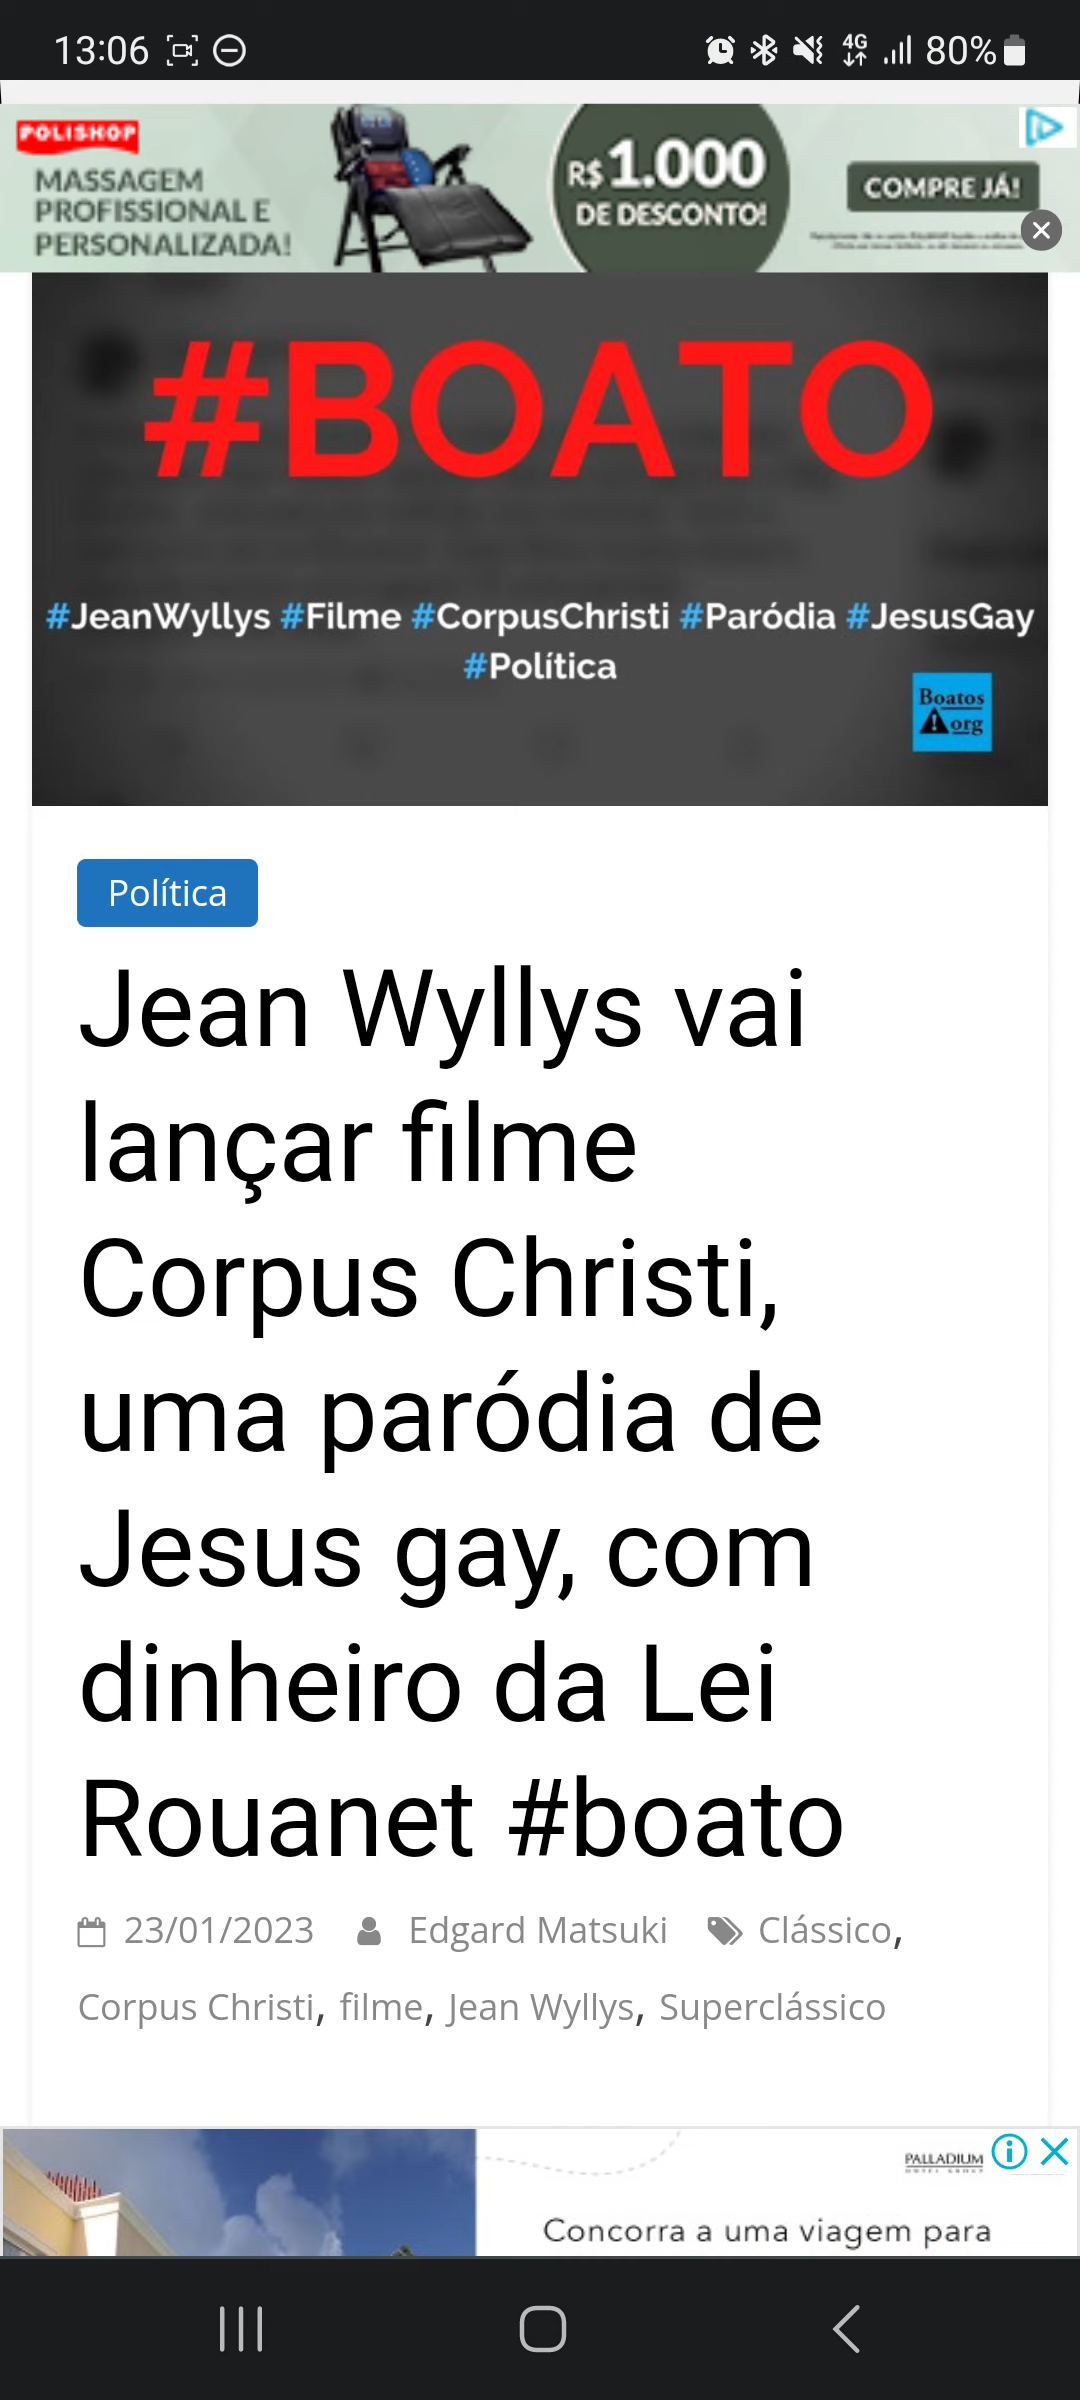 13:06
4G
80%
POLISHOP
MASSAGEM
PROFISSIONAL E
PERSONALIZADA!
R$ 1.000
DE DESCONTO!
COMPRE JÁ!
#BOATO
#JeanWyllys #Filme #CorpusChristi #Paródia #JesusGay
#Política
Boatos
org
Política
Jean Wyllys vai
lançar filme
Corpus Christi,
uma paródia de
Jesus gay, com
dinheiro da Lei
Rouanet #boato
23/01/2023 Edgard Matsuki Clássico,
Corpus Christi, filme, Jean Wyllys, Superclássico
PALLADIUM
HOTEL GROUP
Concorra a uma viagem para